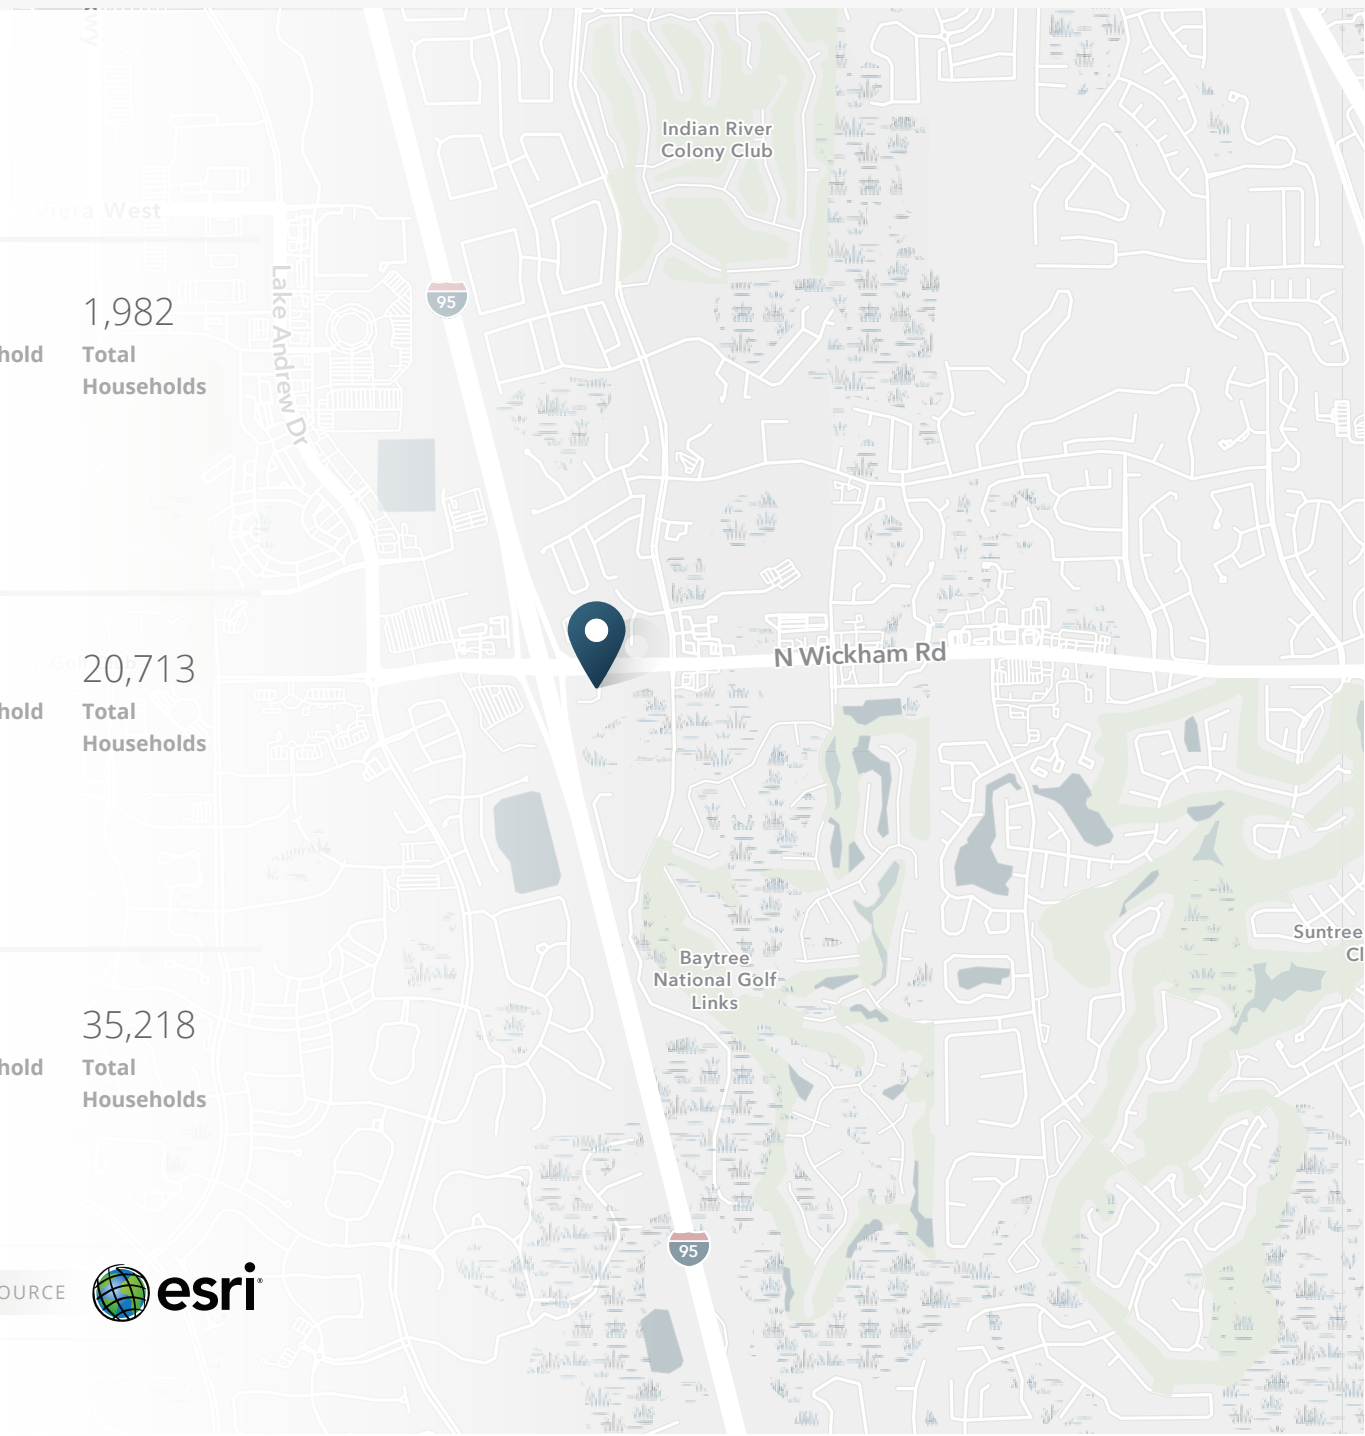 Indian River
Colony Club
Viera West
Lake Andrew Dr
95
1,982
hold
Total
Households
N Wickham Rd
20,713
hold
Total
Households
Suntree
Cl
Baytree
National Golf
Links
35,218
hold
Total
Households
95
OURCE
esri